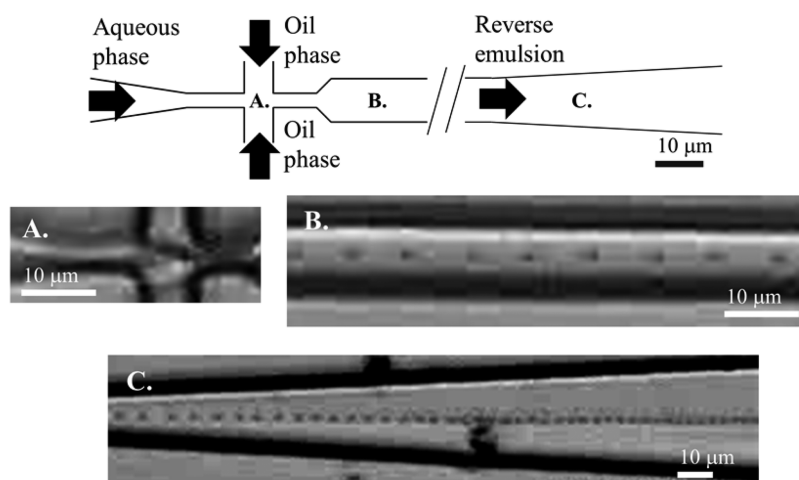 Aqueous
phase
Oil
phase
Reverse
emulsion
A.
B.
C.
Oil
phase
10 μm
A.
10 μm
B.
10 μm
C.
10 μm